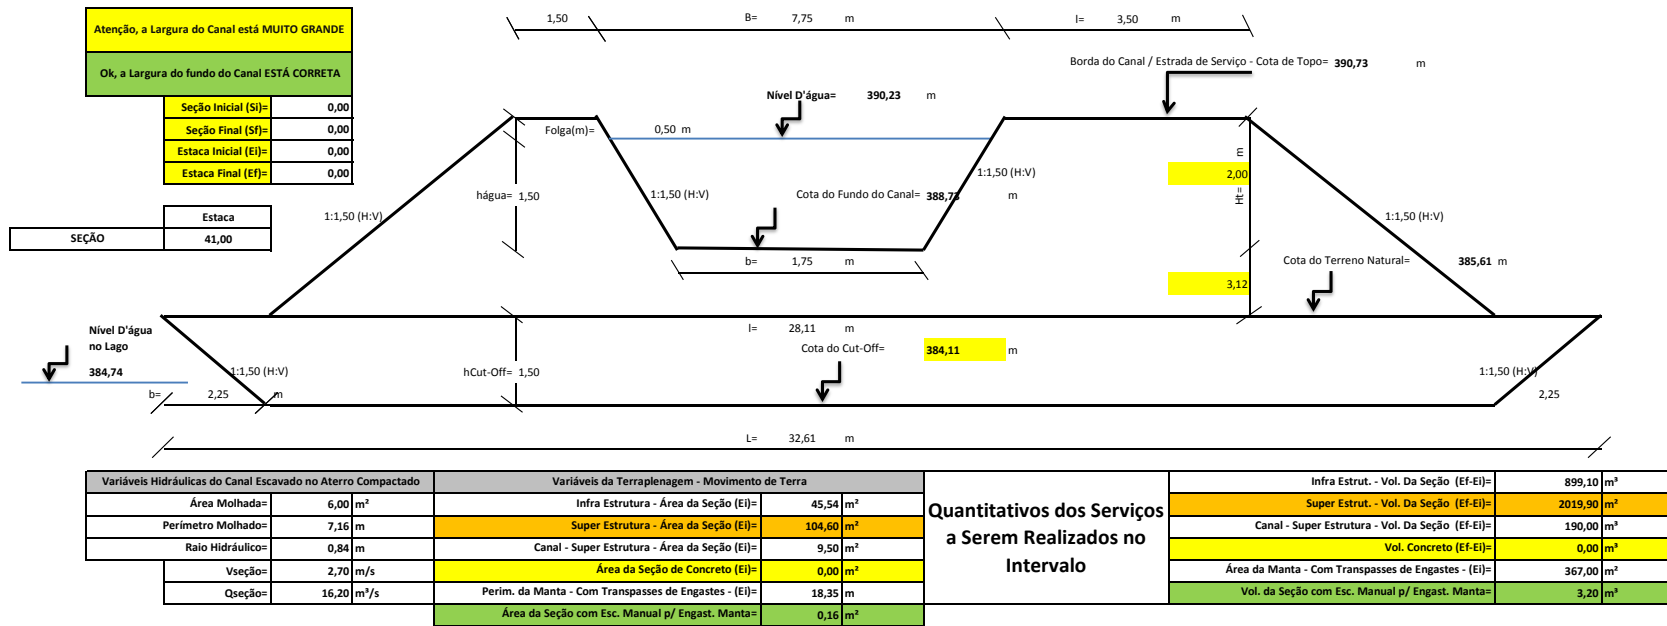 1,50 B= 7,75 m l= 3,50 m
Atenção, a Largura do Canal está MUITO GRANDE
Ok, a Largura do fundo do Canal ESTÁ CORRETA
Borda do Canal / Estrada de Serviço - Cota de Topo= 390,73 m
Nível D'água= 390,23 m
Seção Inicial (Si)= 0,00
Seção Final (Sf)= 0,00
Estaca Inicial (Ei)= 0,00
Estaca Final (Ef)= 0,00
Folga(m)= 0,50 m
1:1,50 (H:V)
m
2,00
Ht=
hágua= 1,50
1:1,50 (H:V)
Cota do Fundo do Canal= 388,73 m
Estaca
SEÇÃO 41,00
1:1,50 (H:V)
1:1,50 (H:V)
b= 1,75 m
Cota do Terreno Natural= 385,61 m
3,12
Nível D'água
no Lago
384,74
l= 28,11 m
Cota do Cut-Off= 384,11 m
1:1,50 (H:V)
hCut-Off= 1,50
1:1,50 (H:V)
b= 2,25 m
2,25
L= 32,61 m
Variáveis Hidráulicas do Canal Escavado no Aterro Compactado
Área Molhada= 6,00 m²
Perímetro Molhado= 7,16 m
Raio Hidráulico= 0,84 m
Vseção= 2,70 m/s
Qseção= 16,20 m³/s
Variáveis da Terraplenagem - Movimento de Terra
Infra Estrutura - Área da Seção (Ei)= 45,54 m²
Super Estrutura - Área da Seção (Ei)= 104,60 m²
Canal - Super Estrutura - Área da Seção (Ei)= 9,50 m²
Área da Seção de Concreto (Ei)= 0,00 m²
Perim. da Manta - Com Transpasses de Engastes - (Ei)= 18,35 m
Área da Seção com Esc. Manual p/ Engast. Manta= 0,16 m²
Quantitativos dos Serviços
a Serem Realizados no
Intervalo
Infra Estrut. - Vol. Da Seção (Ef-Ei)= 899,10 m³
Super Estrut. - Vol. Da Seção (Ef-Ei)= 2019,90 m²
Canal - Super Estrutura - Vol. Da Seção (Ef-Ei)= 190,00 m³
Vol. Concreto (Ef-Ei)= 0,00 m³
Área da Manta - Com Transpasses de Engastes - (Ei)= 367,00 m²
Vol. da Seção com Esc. Manual p/ Engast. Manta= 3,20 m³